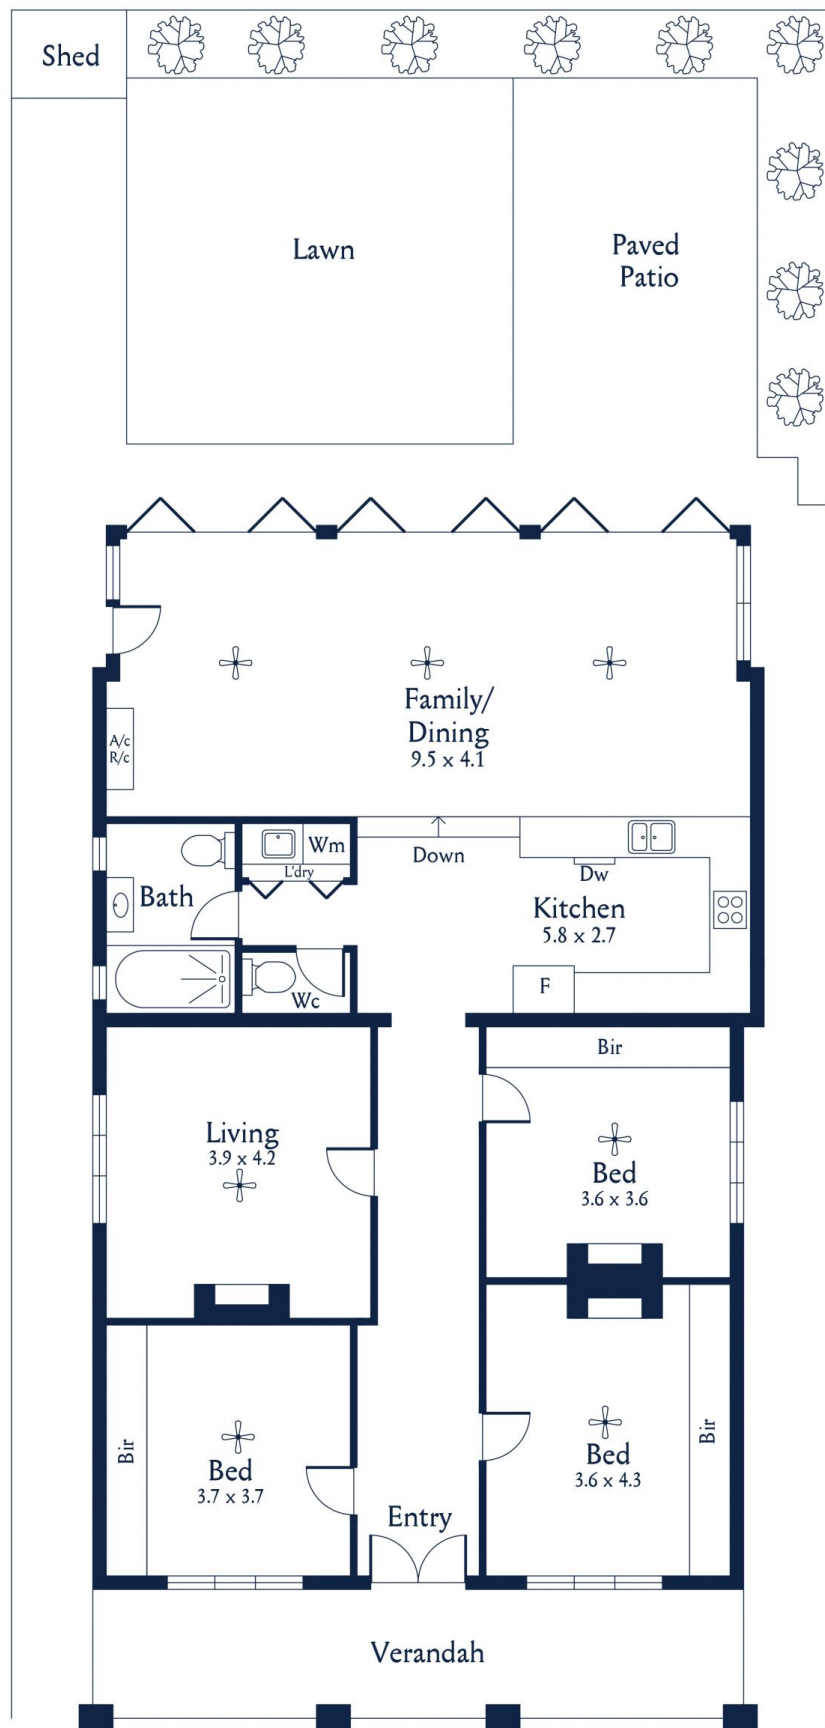 Shed
Lawn
Paved
Patio
Family/
Dining
9.5 x 4.1
A/c
R/c
Wm
L'dry
Down
Bath
Dw
Kitchen
5.8 x 2.7
F
Wc
Bir
Living
3.9 x 4.2
Bed
3.6 x 3.6
Bir
Bed
3.7 x 3.7
Bed
3.6 x 4.3
Bir
Entry
Verandah